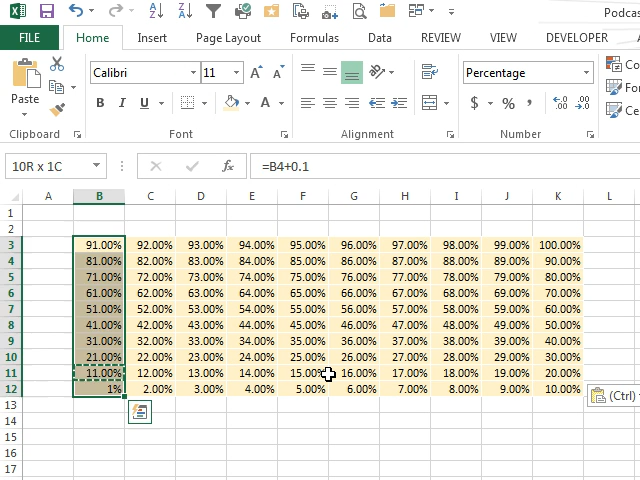 Podcas
FILE Home Insert Page Layout Formulas Data REVIEW VIEW DEVELOPER A
Paste
Calibri 11 A A
B I U A
Percentage
$ % , .0 .00 .00 .0
Co
For
Ce
Clipboard Font Alignment Number
10R x 1C fx =B4+0.1
A B C D E F G H I J K L
1
2
3 91.00% 92.00% 93.00% 94.00% 95.00% 96.00% 97.00% 98.00% 99.00% 100.00%
4 81.00% 82.00% 83.00% 84.00% 85.00% 86.00% 87.00% 88.00% 89.00% 90.00%
5 71.00% 72.00% 73.00% 74.00% 75.00% 76.00% 77.00% 78.00% 79.00% 80.00%
6 61.00% 62.00% 63.00% 64.00% 65.00% 66.00% 67.00% 68.00% 69.00% 70.00%
7 51.00% 52.00% 53.00% 54.00% 55.00% 56.00% 57.00% 58.00% 59.00% 60.00%
8 41.00% 42.00% 43.00% 44.00% 45.00% 46.00% 47.00% 48.00% 49.00% 50.00%
9 31.00% 32.00% 33.00% 34.00% 35.00% 36.00% 37.00% 38.00% 39.00% 40.00%
10 21.00% 22.00% 23.00% 24.00% 25.00% 26.00% 27.00% 28.00% 29.00% 30.00%
11 11.00% 12.00% 13.00% 14.00% 15.00% 16.00% 17.00% 18.00% 19.00% 20.00%
12 1% 2.00% 3.00% 4.00% 5.00% 6.00% 7.00% 8.00% 9.00% 10.00%
(Ctrl)
13
14
15
16
17